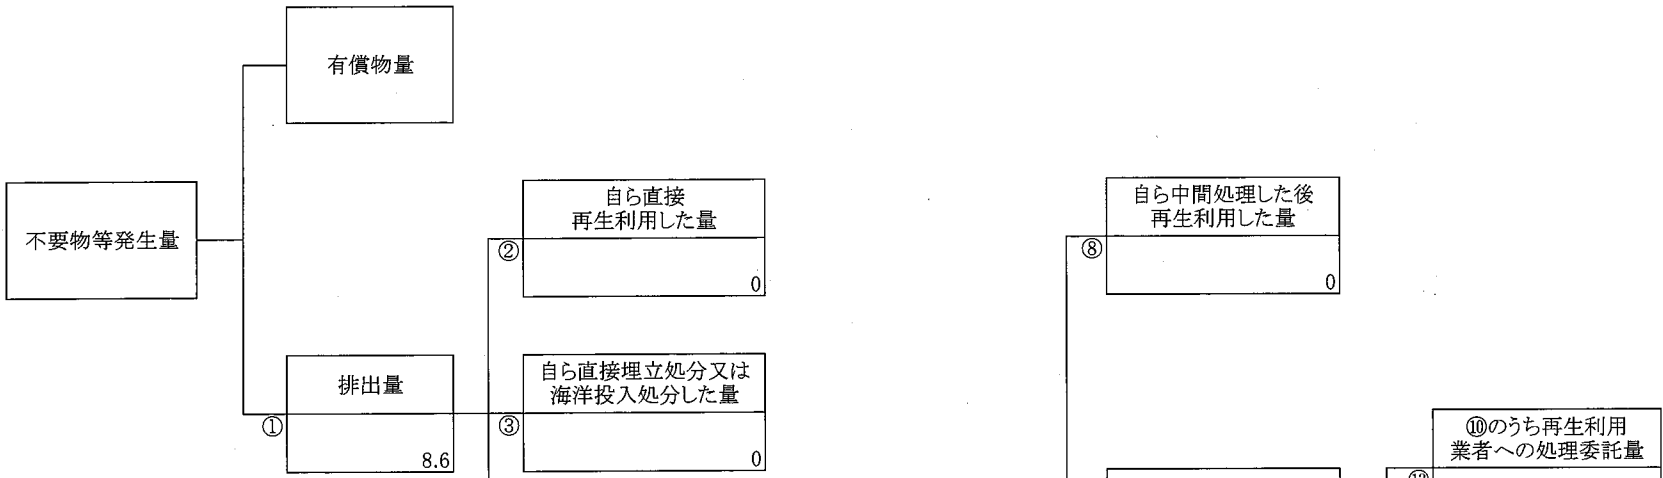 有償物量
不要物等発生量
自ら直接
再生利用した量
②
0
自ら中間処理した後
再生利用した量
⑧
0
排出量
①
8.6
自ら直接埋立処分又は
海洋投入処分した量
③
0
⑩のうち再生利用
業者への処理委託量